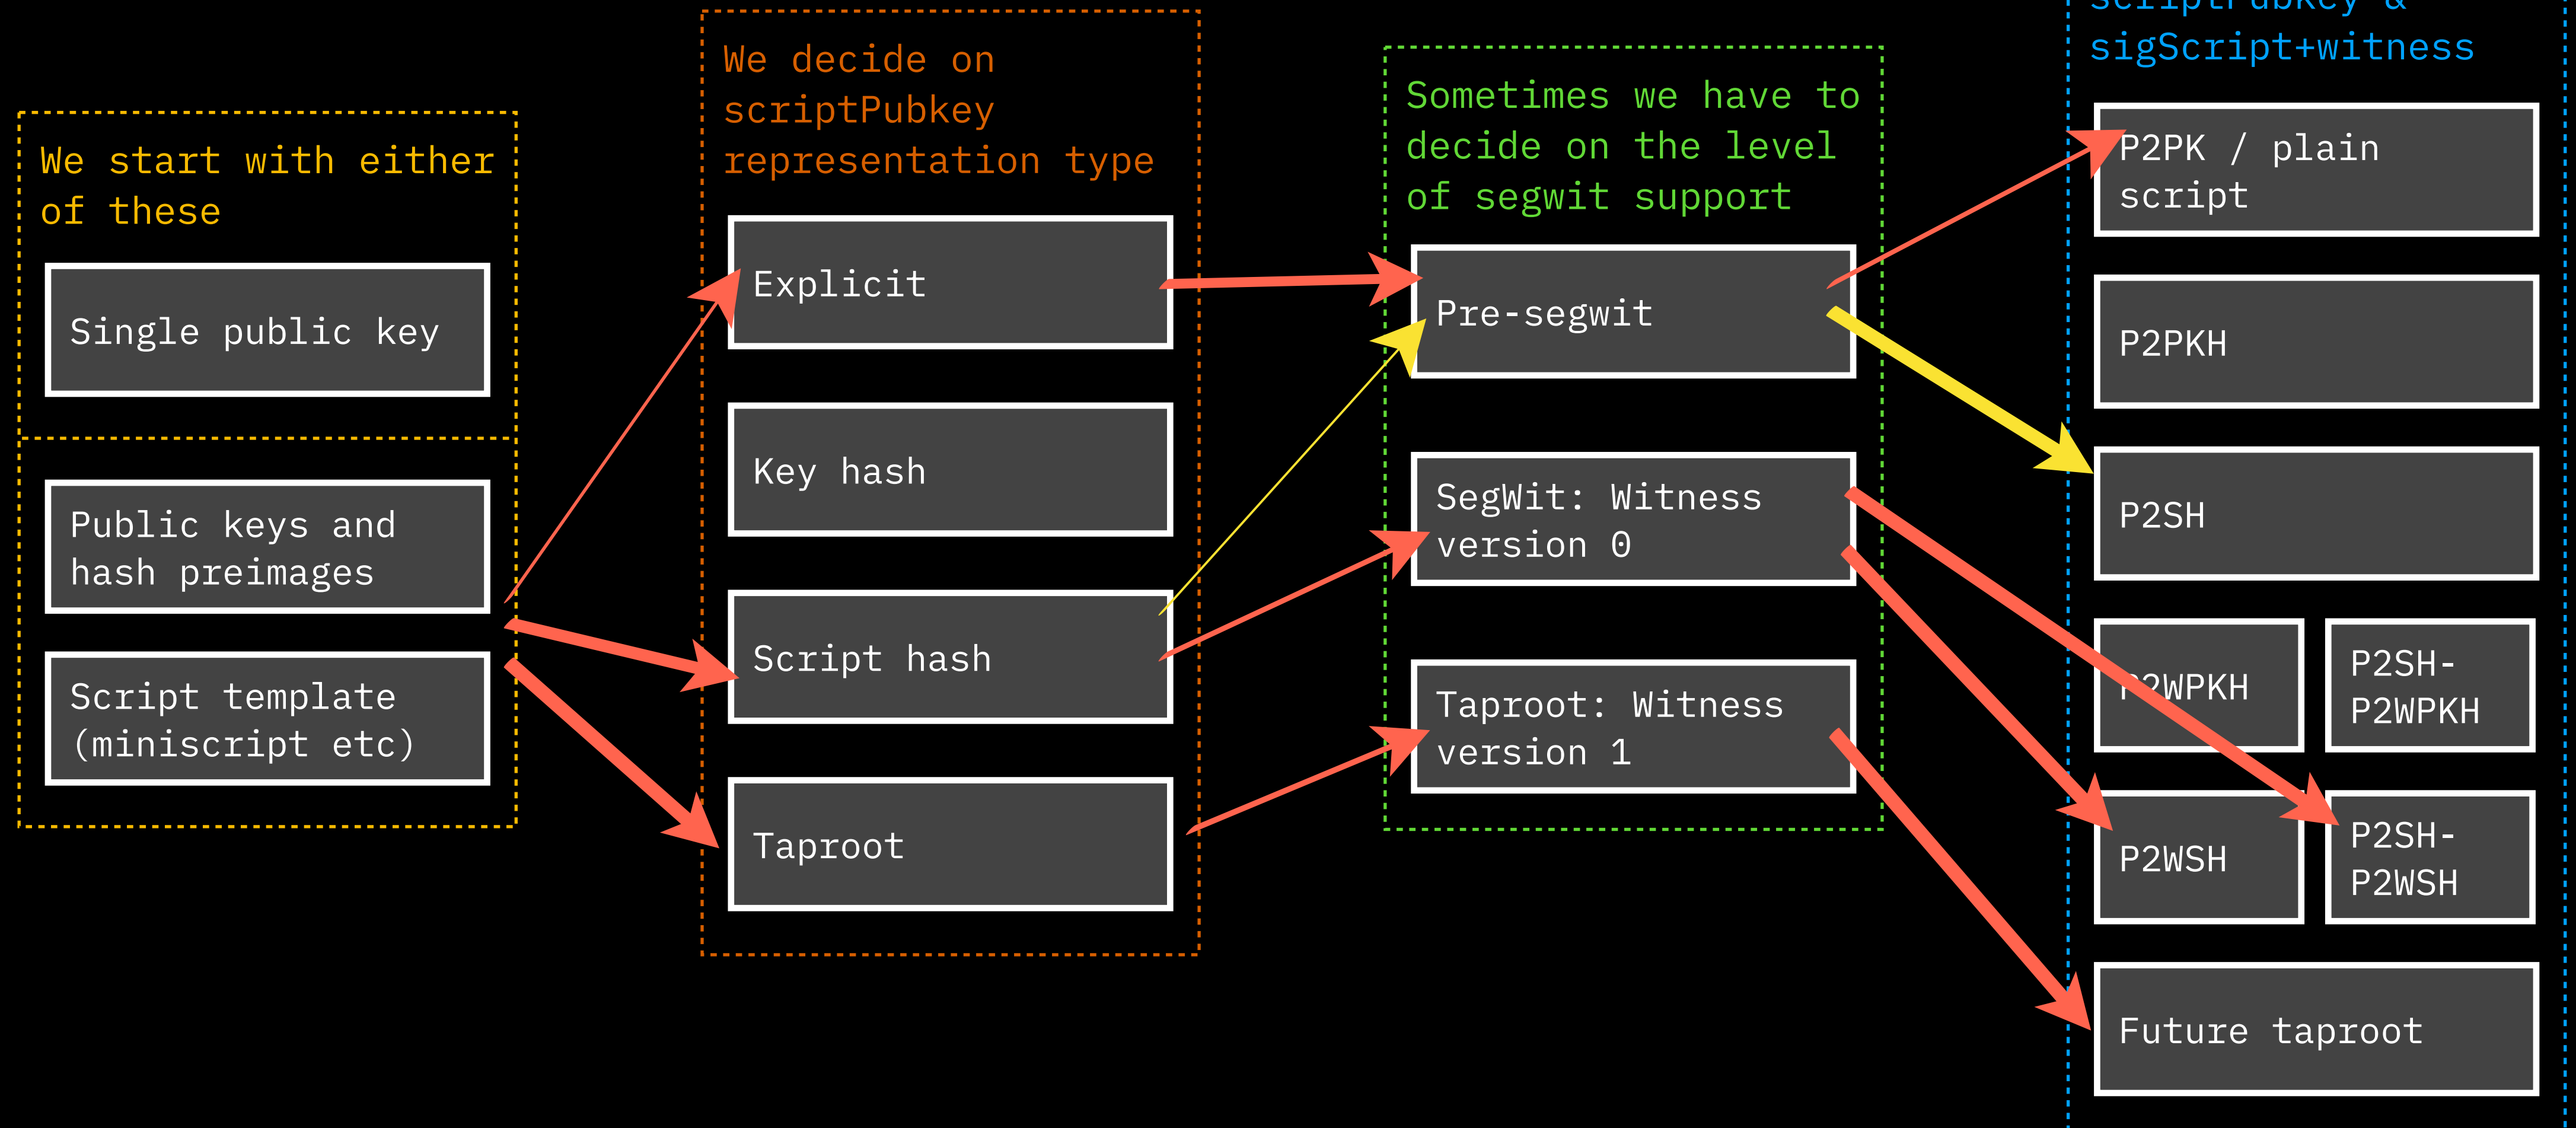 We start with either
of these
Single public key
Public keys and
hash preimages
Script template
(miniscript etc)
We decide on
scriptPubkey
representation type
Explicit
Key hash
Script hash
Taproot
Sometimes we have to
decide on the level
of segwit support
Pre-segwit
SegWit: Witness
version 0
Taproot: Witness
version 1
scriptPubkey &
sigScript+witness
P2PK / plain
script
P2PKH
P2SH
P2WPKH
P2SH-
P2WPKH
P2WSH
P2SH-
P2WSH
Future taproot